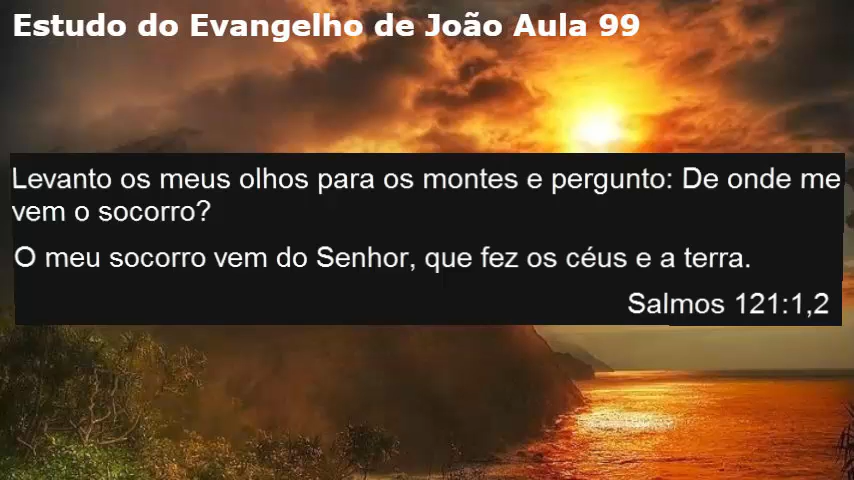 Estudo do Evangelho de João Aula 99
Levanto os meus olhos para os montes e pergunto: De onde me
vem o socorro?
O meu socorro vem do Senhor, que fez os céus e a terra.
Salmos 121:1,2